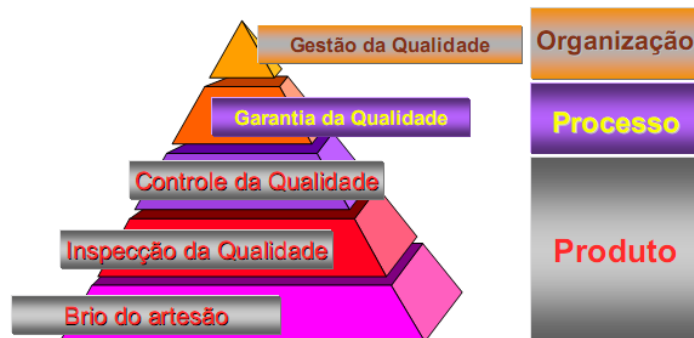 Gestão da Qualidade
Organização
Garantia da Qualidade
Processo
Controle da Qualidade
Inspecção da Qualidade
Produto
Brio do artesão